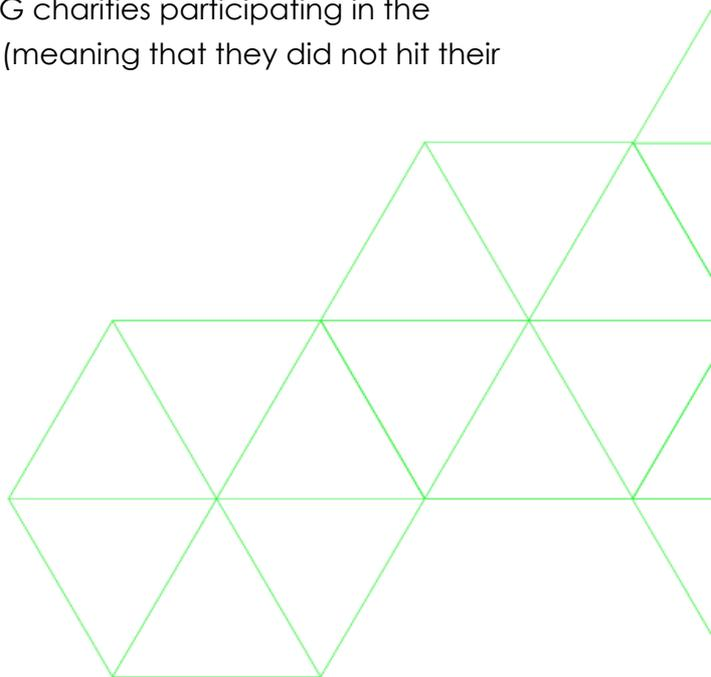 G charities participating in the
(meaning that they did not hit their